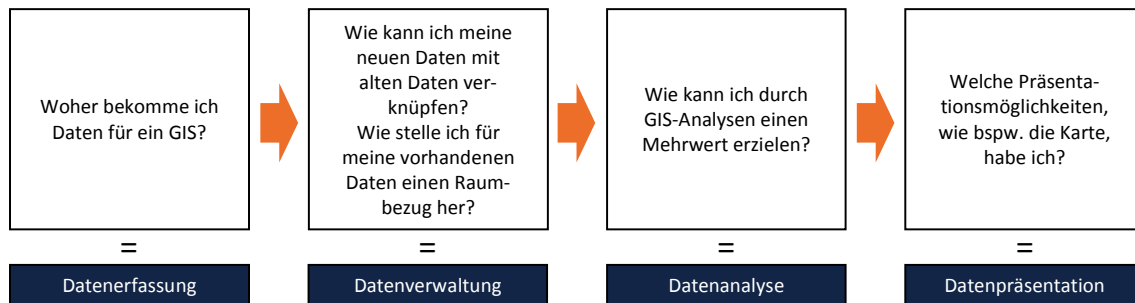 Woher bekomme ich
Daten für ein GIS?
=
Datenerfassung
Wie kann ich meine
neuen Daten mit
alten Daten ver-
knüpfen?
Wie stelle ich für
meine vorhandenen
Daten einen Raum-
bezug her?
=
Datenverwaltung
Wie kann ich durch
GIS-Analysen einen
Mehrwert erzielen?
=
Datenanalyse
Welche Präsenta-
tionsmöglichkeiten,
wie bspw. die Karte,
habe ich?
=
Datenpräsentation